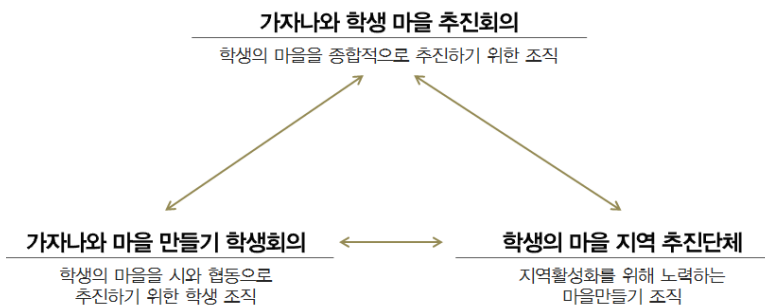 가자나와 학생 마을 추진회의
학생의 마을을 종합적으로 추진하기 위한 조직
가자나와 마을 만들기 학생회의
학생의 마을을 시와 협동으로
추진하기 위한 학생 조직
학생의 마을 지역 추진단체
지역활성화를 위해 노력하는
마을만들기 조직